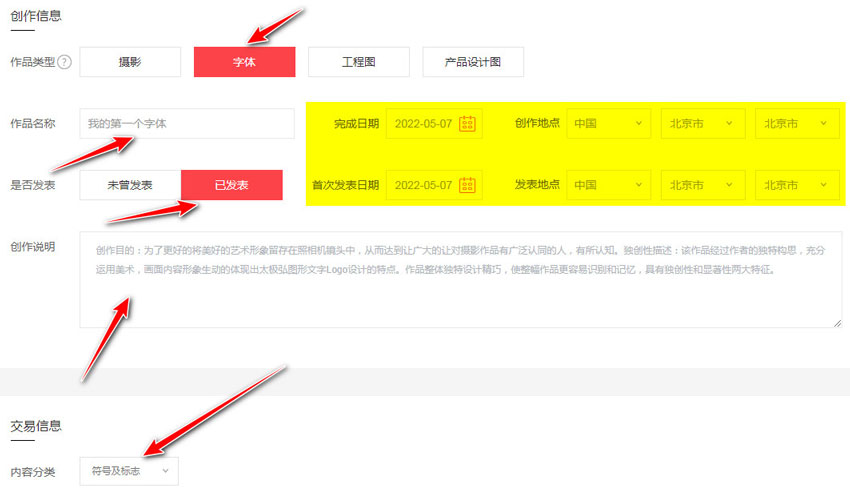 创作信息
作品类型 ? 摄影 字体 工程图 产品设计图
作品名称 我的第一个字体 完成日期 2022-05-07 创作地点 中国 北京市 北京市
是否发表 未曾发表 已发表 首次发表日期 2022-05-07 发表地点 中国 北京市 北京市
创作说明 创作目的：为了更好的将美好的艺术形象留存在照相机镜头中，从而达到让广大的让对摄影作品有广泛认同的人，有所认知。独创性描述：该作品经过作者的独特构思，充分
运用美术，画面内容形象生动的体现出太极弘图形文字Logo设计的特点。作品整体独特设计精巧，使整幅作品更容易识别和记忆，具有独创性和显著性两大特征。
交易信息
内容分类 符号及标志